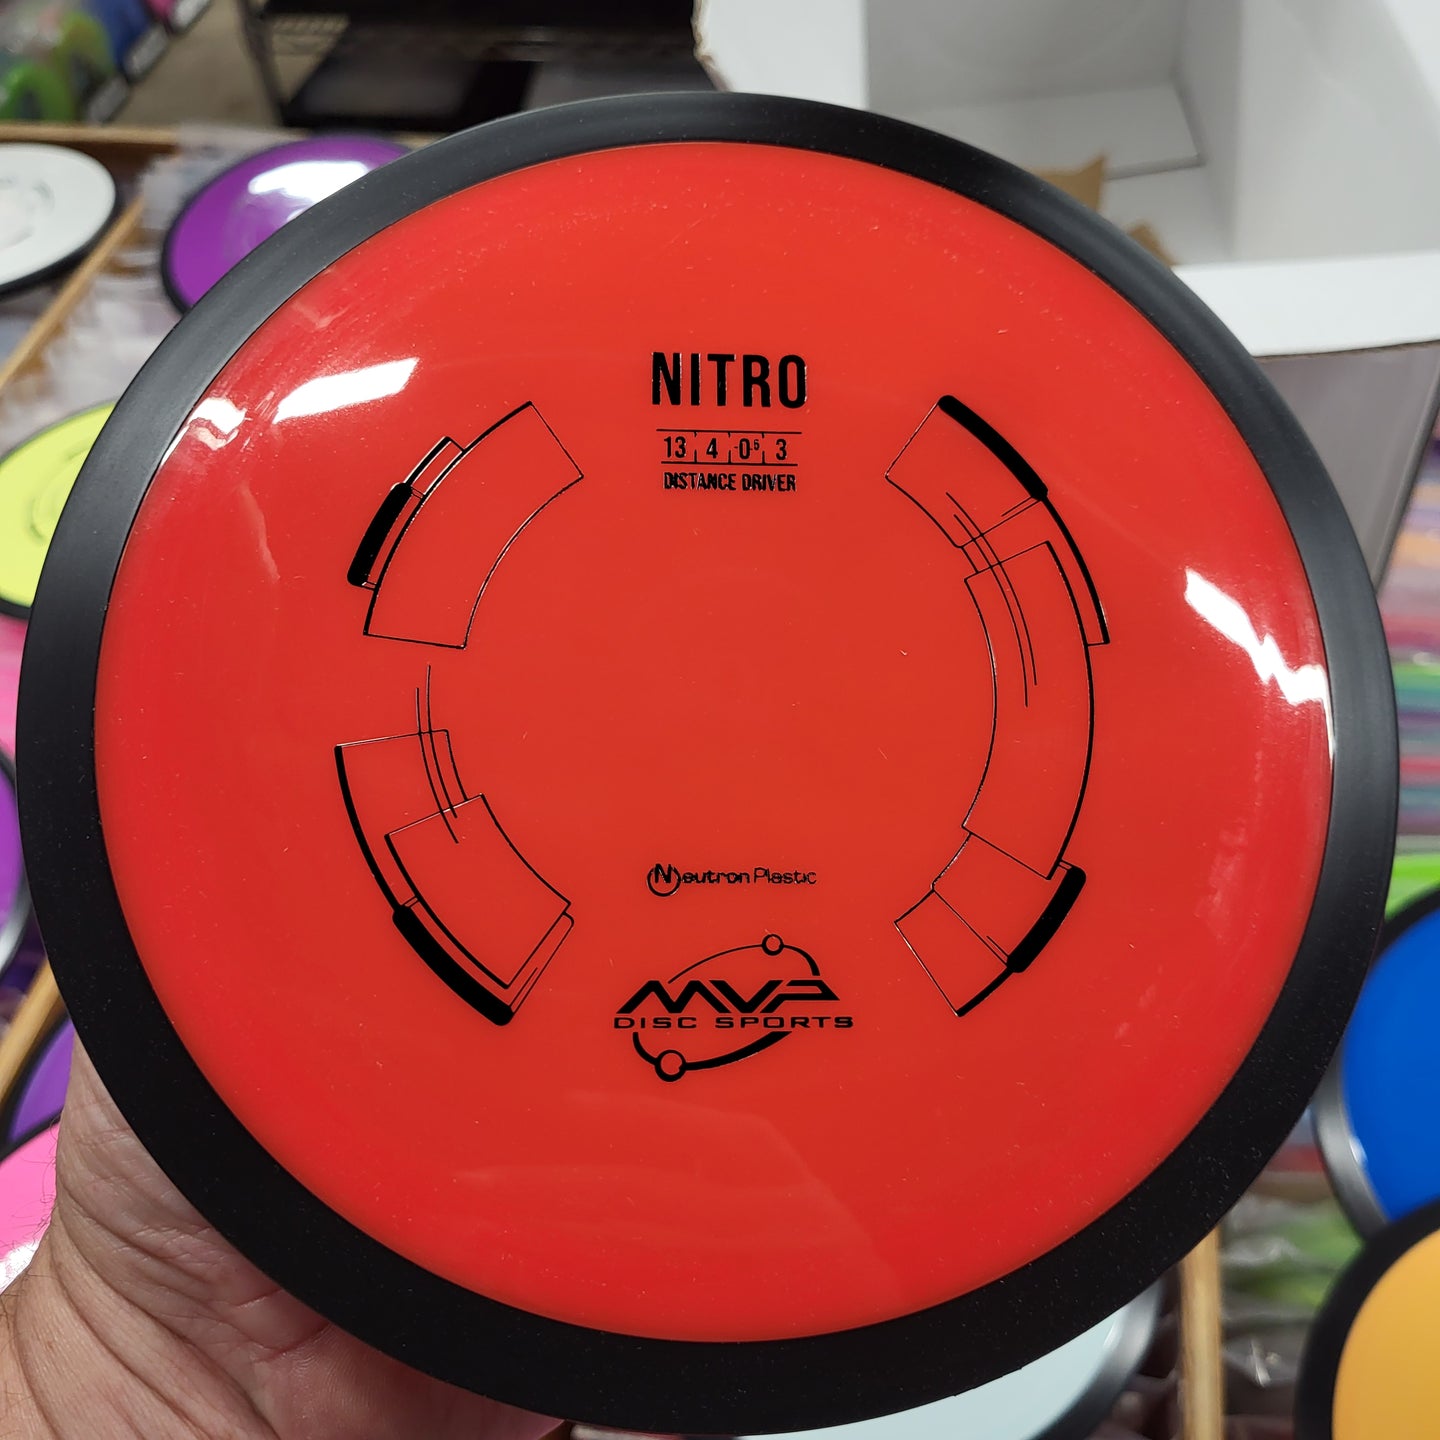 NITRO
13 4 -0.5 3
DISTANCE DRIVER
Neutron Plastic
MVP
DISC SPORTS